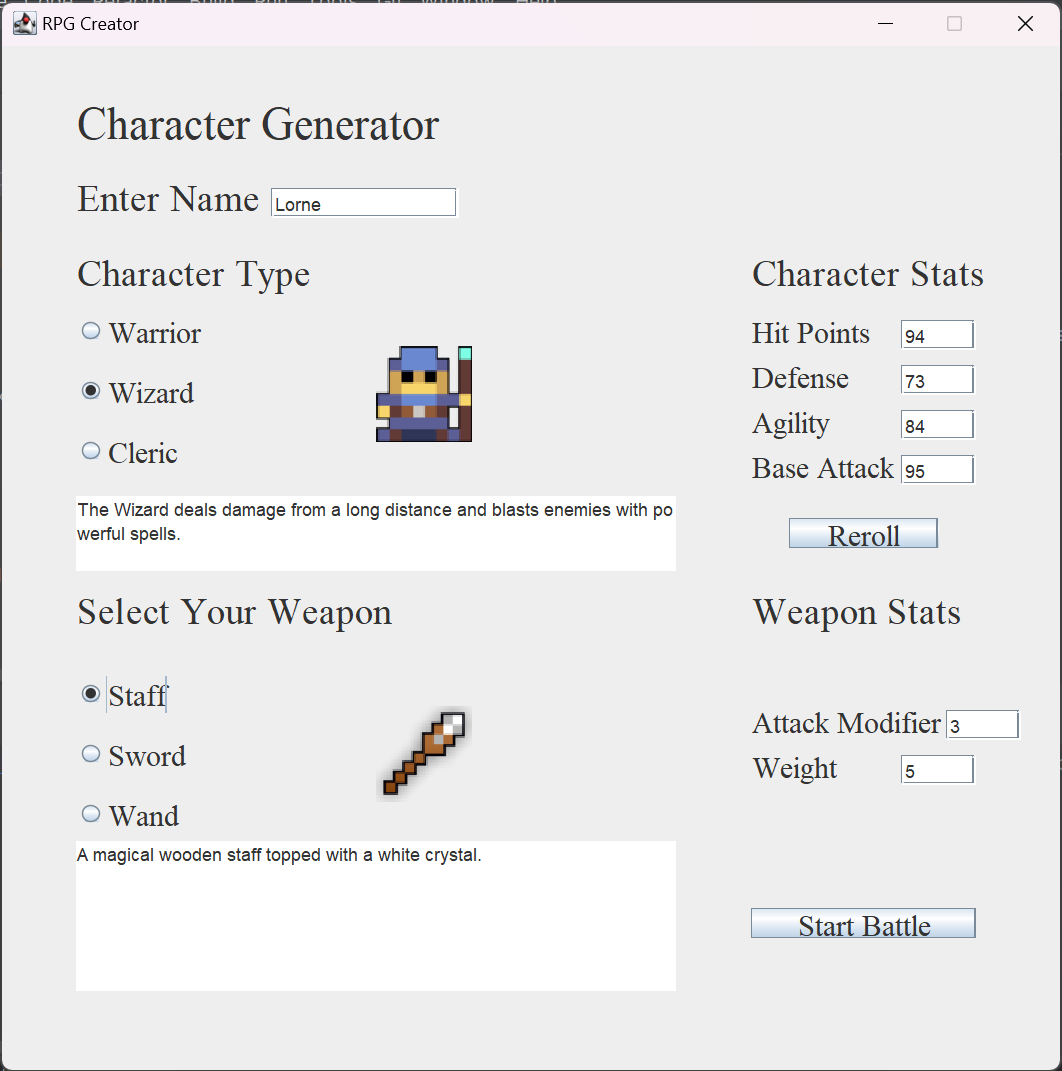 RPG Creator
Character Generator
Enter Name Lorne
Character Type
Warrior
Wizard
Cleric
The Wizard deals damage from a long distance and blasts enemies with po
werful spells.
Character Stats
Hit Points 94
Defense 73
Agility 84
Base Attack 95
Reroll
Select Your Weapon
Staff
Sword
Wand
A magical wooden staff topped with a white crystal.
Weapon Stats
Attack Modifier 3
Weight 5
Start Battle